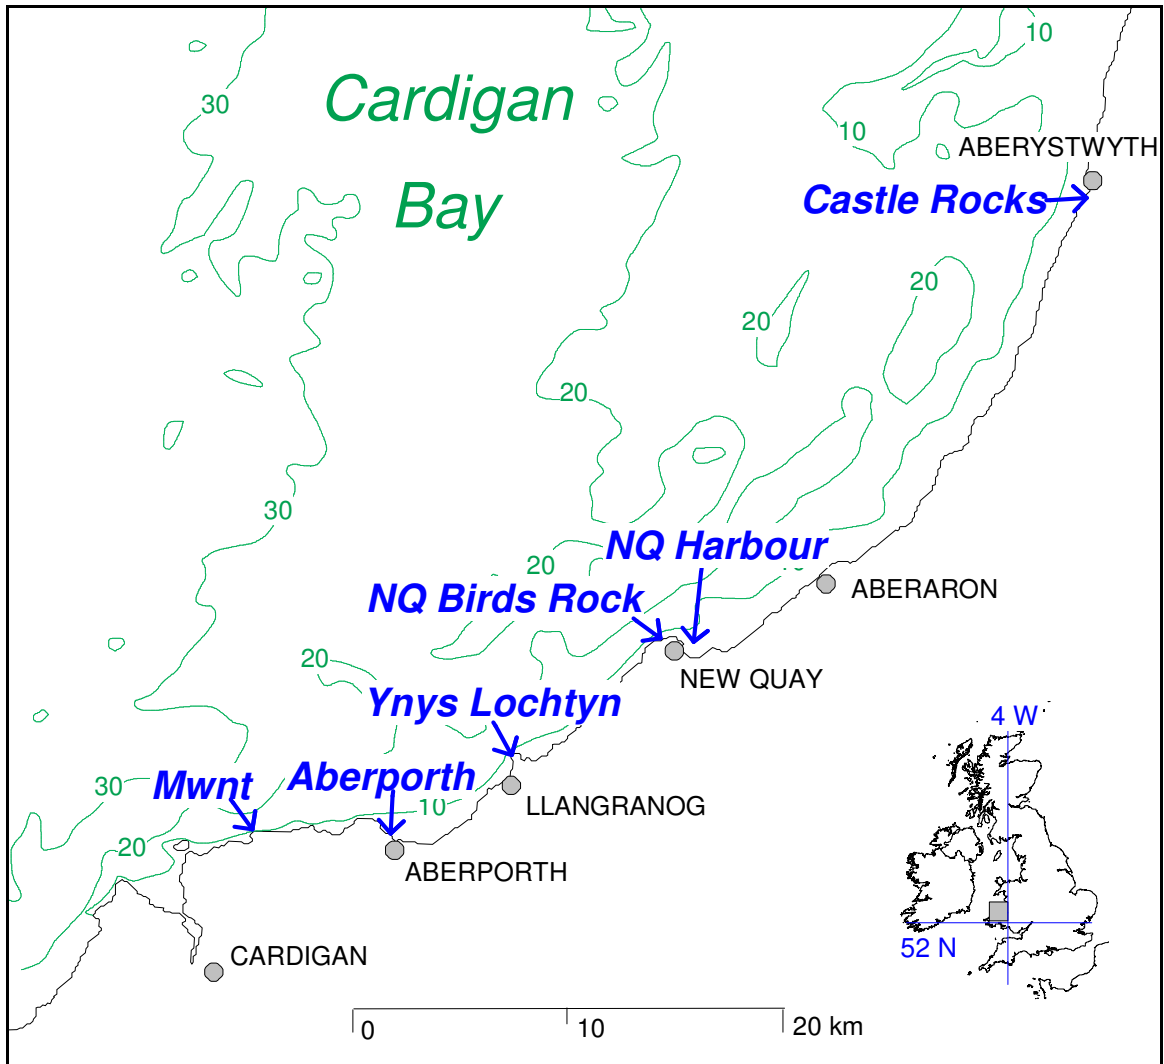 10
30
Cardigan
10
ABERYSTWYTH
Castle Rocks
Bay
20
20
20
30
NQ Harbour
20
ABERARON
NQ Birds Rock
20
NEW QUAY
Ynys Lochtyn
4 W
Mwnt
Aberporth
30
10
LLANGRANOG
20
ABERPORTH
52 N
CARDIGAN
0
10
20 km